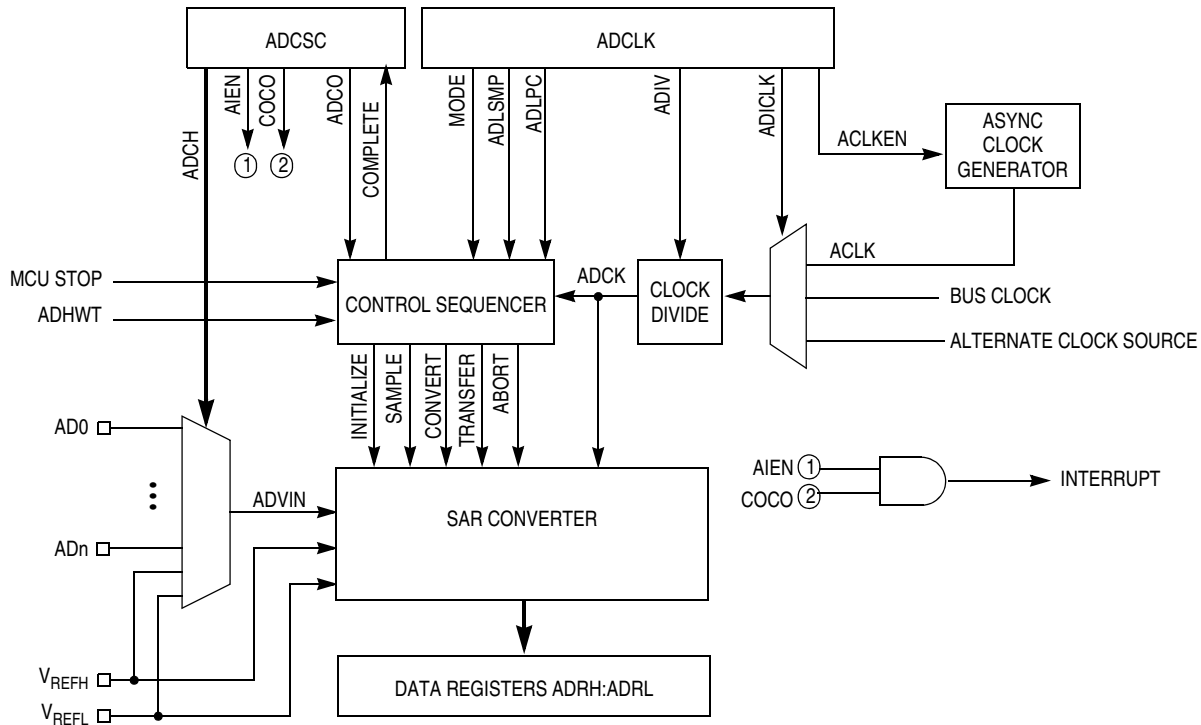 ADCSC
ADCLK
ADCH
AIEN
COCO
ADCO
COMPLETE
MODE
ADLSMP
ADLPC
ADIV
ADICLK
ACLKEN
ASYNC
CLOCK
GENERATOR
1
2
ACLK
MCU STOP
ADHWT
CONTROL SEQUENCER
ADCK
CLOCK
DIVIDE
BUS CLOCK
ALTERNATE CLOCK SOURCE
INITIALIZE
SAMPLE
CONVERT
TRANSFER
ABORT
AD0
•••
ADn
ADVIN
SAR CONVERTER
AIEN 1
COCO 2
INTERRUPT
VREFH
VREFL
DATA REGISTERS ADRH:ADRL